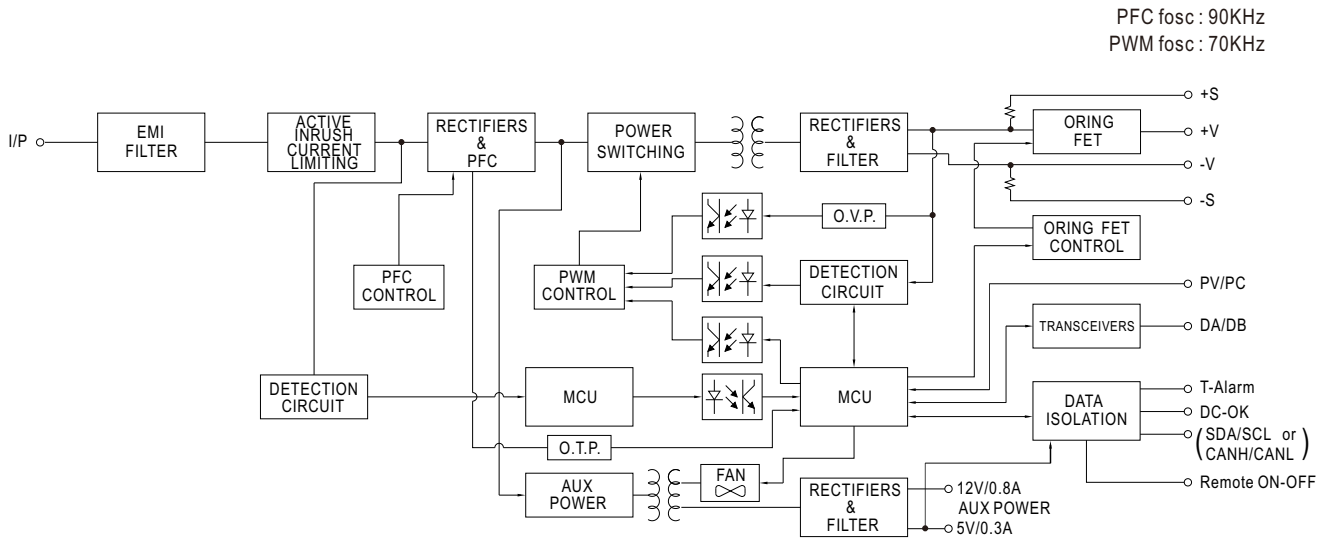 PFC fosc : 90KHz
PWM fosc : 70KHz
I/P
EMI
FILTER
ACTIVE
INRUSH
CURRENT
LIMITING
RECTIFIERS
&
PFC
POWER
SWITCHING
RECTIFIERS
&
FILTER
ORING
FET
+S
+V
-V
-S
O.V.P.
ORING FET
CONTROL
PFC
CONTROL
PWM
CONTROL
DETECTION
CIRCUIT
PV/PC
TRANSCEIVERS
DA/DB
DETECTION
CIRCUIT
MCU
MCU
DATA
ISOLATION
T-Alarm
DC-OK
(SDA/SCL or
CANH/CANL)
O.T.P.
Remote ON-OFF
AUX
POWER
FAN
RECTIFIERS
&
FILTER
12V/0.8A
AUX POWER
5V/0.3A